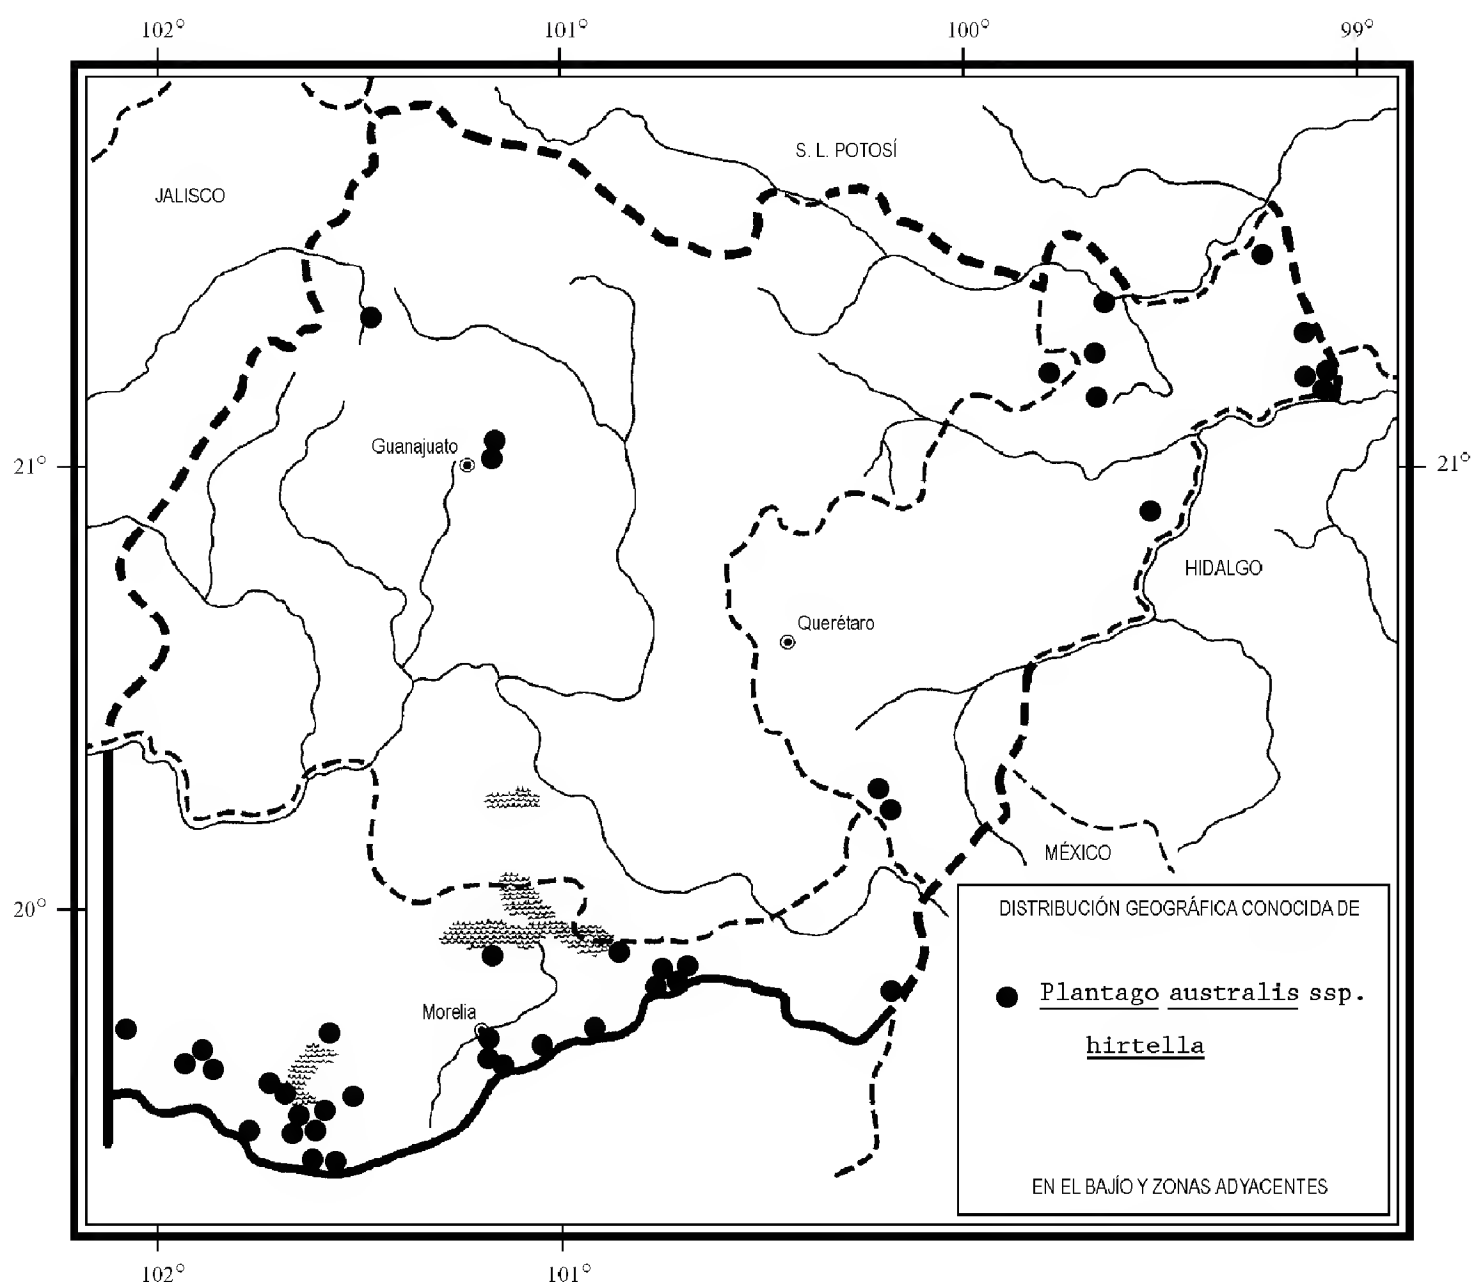 102° 101° 100° 99°
S. L. POTOSÍ
JALISCO
Guanajuato
21° 21°
HIDALGO
Querétaro
MÉXICO
20°
DISTRIBUCIÓN GEOGRÁFICA CONOCIDA DE
Plantago australis ssp.
hirtella
Morelia
EN EL BAJÍO Y ZONAS ADYACENTES
102° 101°